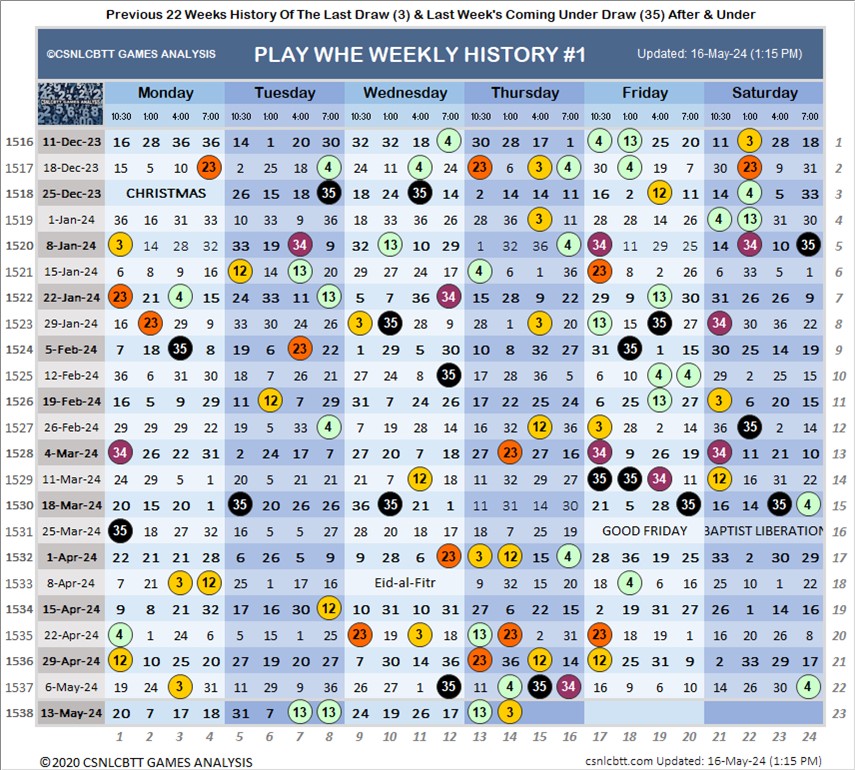 Previous 22 Weeks History Of The Last Draw (3) & Last Week's Coming Under Draw (35) After & Under
©CSNLCBTT GAMES ANALYSIS PLAY WHE WEEKLY HISTORY #1 Updated: 16-May-24 (1:15 PM)
Monday Tuesday Wednesday Thursday Friday Saturday
10:30 1:00 4:00 7:00 10:30 1:00 4:00 7:00 10:30 1:00 4:00 7:00 10:30 1:00 4:00 7:00 10:30 1:00 4:00 7:00 10:30 1:00 4:00 7:00
1516 11-Dec-23 16 28 36 36 14 1 20 30 32 32 18 4 30 28 17 1 4 13 25 20 11 3 28 18 1
1517 18-Dec-23 15 5 10 23 2 25 18 4 24 11 4 24 23 6 3 4 30 4 19 7 30 23 9 31 2
1518 25-Dec-23 CHRISTMAS 26 15 18 35 18 24 35 14 2 14 14 11 16 2 12 11 14 4 5 33 3
1519 1-Jan-24 36 16 31 33 10 33 9 36 18 33 36 26 28 36 3 11 28 28 14 26 4 13 31 30 4
1520 8-Jan-24 3 14 28 32 33 19 34 9 32 13 10 29 1 32 36 4 34 11 29 25 14 34 10 35 5
1521 15-Jan-24 6 8 9 16 12 14 13 20 29 27 24 17 4 6 1 36 23 8 2 26 6 33 5 1 6
1522 22-Jan-24 23 21 4 15 24 33 11 13 5 7 36 34 15 28 9 22 29 9 13 30 31 26 26 9 7
1523 29-Jan-24 16 23 29 9 33 30 24 26 3 35 28 9 28 1 3 20 13 15 35 9 34 30 36 22 8
1524 5-Feb-24 7 18 35 4 19 6 23 22 1 29 5 30 10 8 32 27 31 35 1 15 30 25 14 19 9
1525 12-Feb-24 36 6 31 30 18 7 26 21 27 24 8 35 17 28 36 5 6 10 4 4 29 2 25 15 10
1526 19-Feb-24 16 5 9 29 11 12 7 29 31 7 24 26 17 22 25 24 6 25 13 27 3 6 20 15 11
1527 26-Feb-24 29 29 29 22 19 5 33 4 7 19 28 14 16 32 12 36 3 28 2 14 22 35 2 14 12
1528 4-Mar-24 34 26 22 31 2 24 17 7 27 20 7 18 27 23 16 27 34 9 26 19 34 11 21 10 13
1529 11-Mar-24 24 29 5 1 20 5 21 21 21 7 12 18 11 9 7 22 35 35 34 11 12 16 31 22 14
1530 18-Mar-24 20 15 20 1 35 20 26 26 36 35 21 1 11 31 14 30 21 5 28 35 16 14 35 4 15
1531 25-Mar-24 35 18 27 32 16 5 5 27 28 20 18 17 18 7 25 19 GOOD FRIDAY BAPTIST LIBERATION 16
1532 1-Apr-24 22 21 21 28 6 26 5 9 9 28 6 23 3 12 15 4 28 36 19 25 33 2 30 29 17
1533 8-Apr-24 7 21 3 12 25 1 16 22 Eid-al-Fitr 9 32 15 20 18 4 6 28 25 10 1 22 18
1534 15-Apr-24 9 8 21 32 17 16 30 12 10 31 10 31 27 6 22 15 2 19 31 27 26 1 14 16 19
1535 22-Apr-24 4 1 24 6 5 15 1 25 23 19 3 18 13 23 2 31 23 18 19 1 16 20 26 8 20
1536 29-Apr-24 12 10 25 20 27 19 20 27 7 30 14 36 23 36 12 14 12 25 31 9 2 33 29 17 21
1537 6-May-24 19 24 3 31 11 29 9 36 26 27 1 35 11 4 35 34 16 9 6 10 14 26 30 4 22
1538 13-May-24 20 7 17 18 31 7 13 13 24 19 26 17 13 3 23
1 2 3 4 5 6 7 8 9 10 11 12 13 14 15 16 17 18 19 20 21 22 23 24
©2020 CSNLCBTT GAMES ANALYSIS csnlcbtt.com Updated: 16-May-24 (1:15 PM)